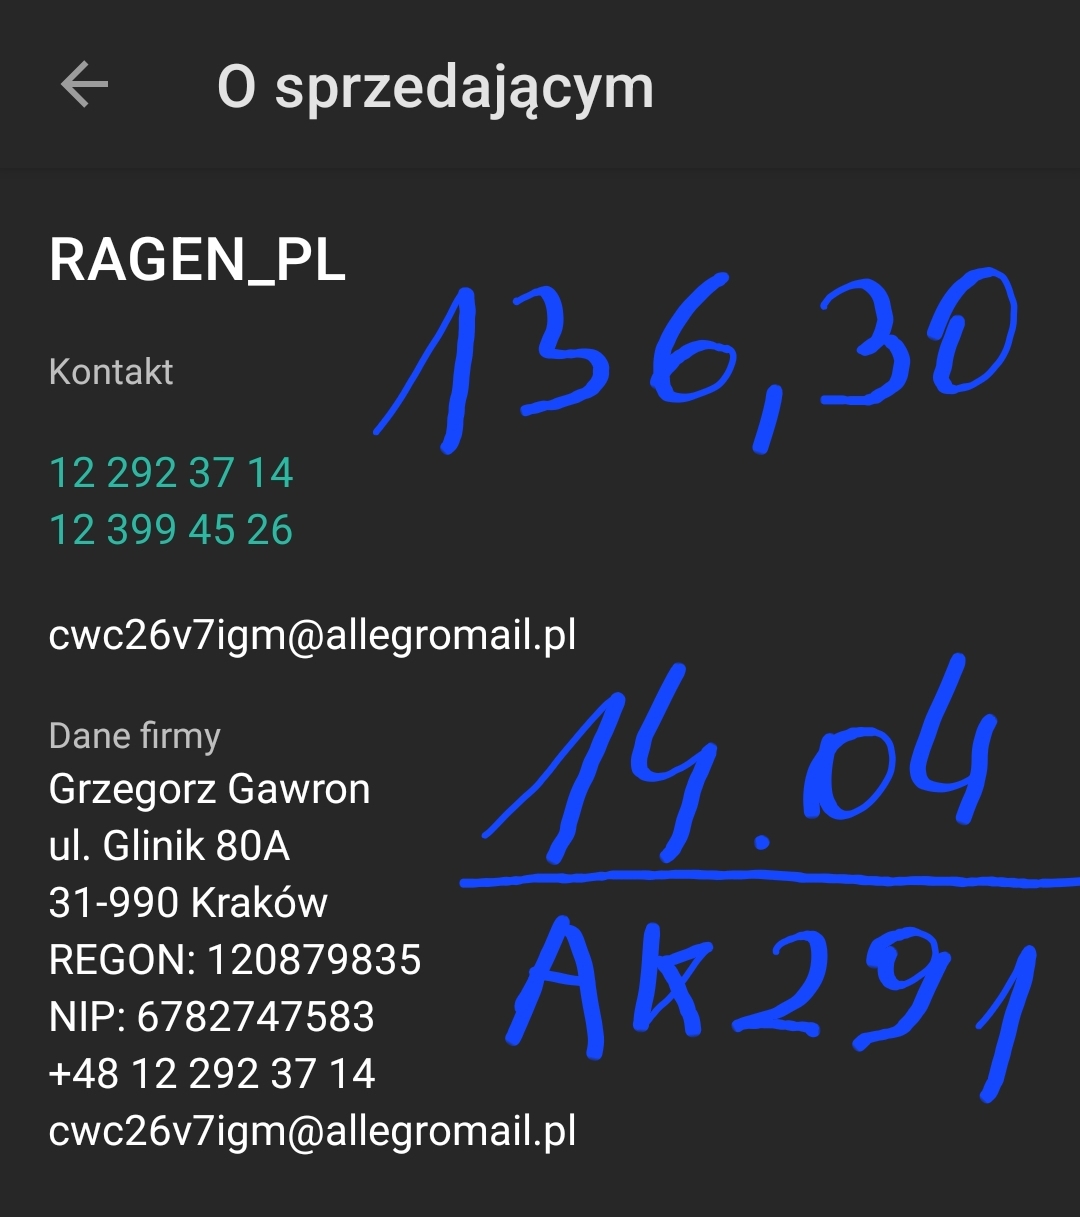 O sprzedającym
RAGEN_PL
136,30
Kontakt
12 292 37 14
12 399 45 26
cwc26v7igm@allegromail.pl
14.04
Dane firmy
Grzegorz Gawron
ul. Glinik 80A
31-990 Kraków
AK291
REGON: 120879835
NIP: 6782747583
+48 12 292 37 14
cwc26v7igm@allegromail.pl